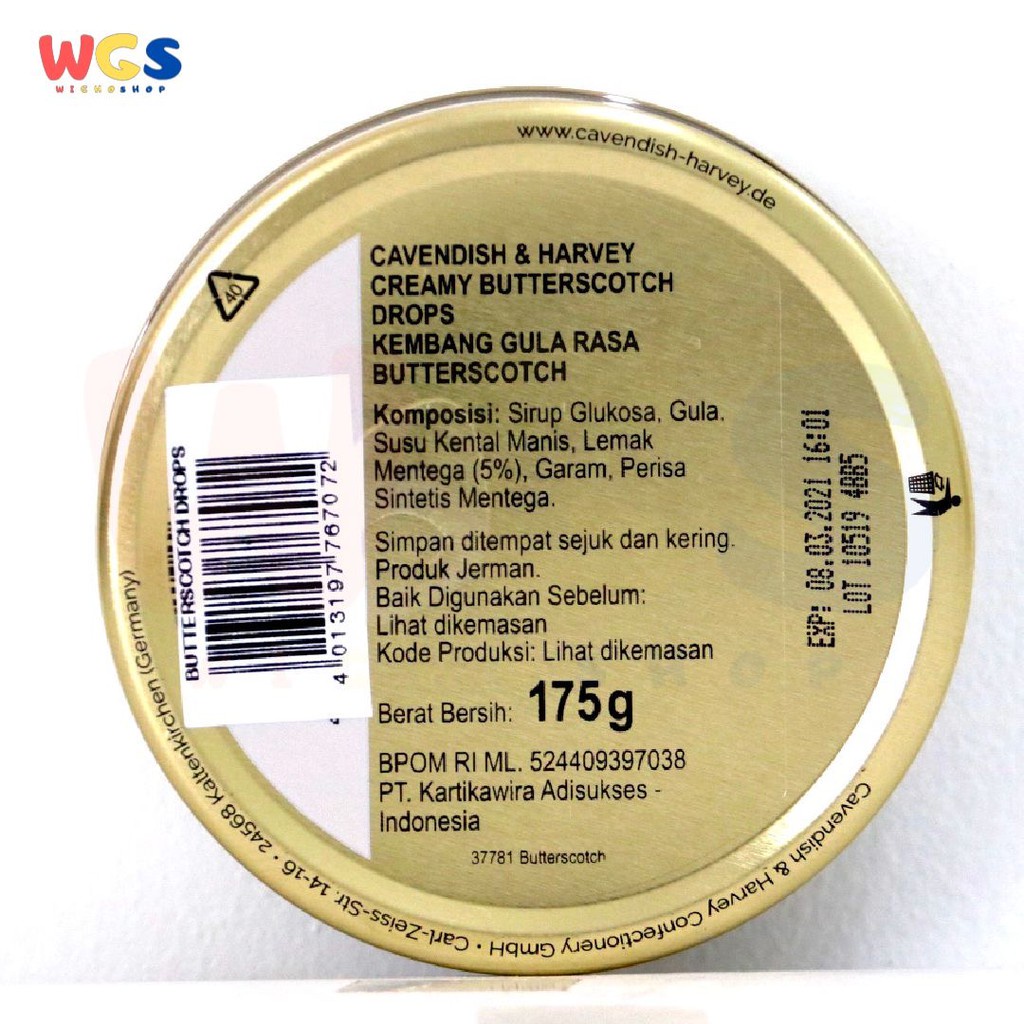 WGS
WICKOSHOP
www.cavendish-harvey.de
40
CAVENDISH & HARVEY
CREAMY BUTTERSCOTCH
DROPS
KEMBANG GULA RASA
BUTTERSCOTCH
Komposisi: Sirup Glukosa, Gula,
Susu Kental Manis, Lemak
Mentega (5%), Garam, Perisa
Sintetis Mentega.
Simpan ditempat sejuk dan kering.
Produk Jerman.
Baik Digunakan Sebelum:
Lihat dikemasan
Kode Produksi: Lihat dikemasan
Berat Bersih: 175g
BPOM RI ML. 524409397038
PT. Kartikawira Adisukses -
Indonesia
37781 Butterscotch
BUTTERSCOTCH DROPS
4 013197 767072
EXP: 08.03.2021 16:01
LOT 10519 4BB5
Cavendish & Harvey Confectionery GmbH • Carl-Zeiss-Str. 14-16 • 24568 Kaltenkirchen (Germany)